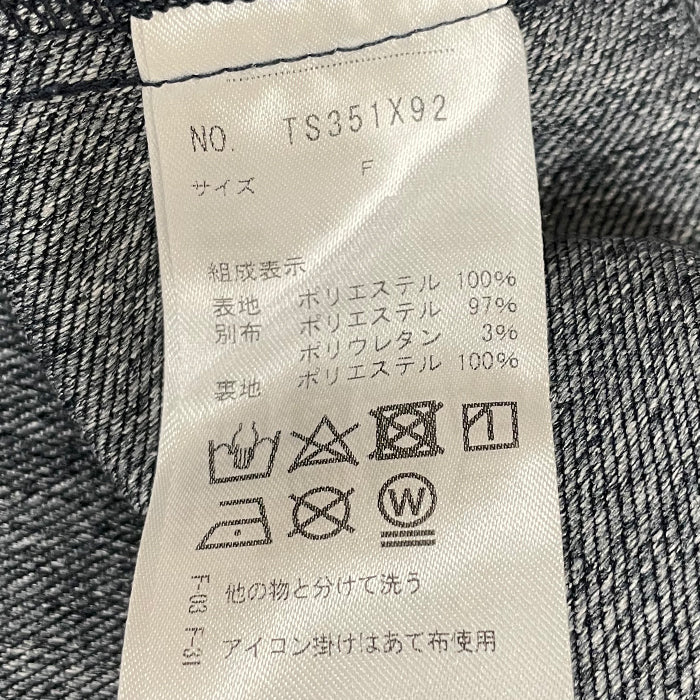 NO. TS351X92
サイズ F
組成表示
表地 ポリエステル 100%
別布 ポリエステル 97%
ポリウレタン 3%
裏地 ポリエステル 100%
W
F-03 他の物と分けて洗う
F-31 アイコン掛けはあて布使用